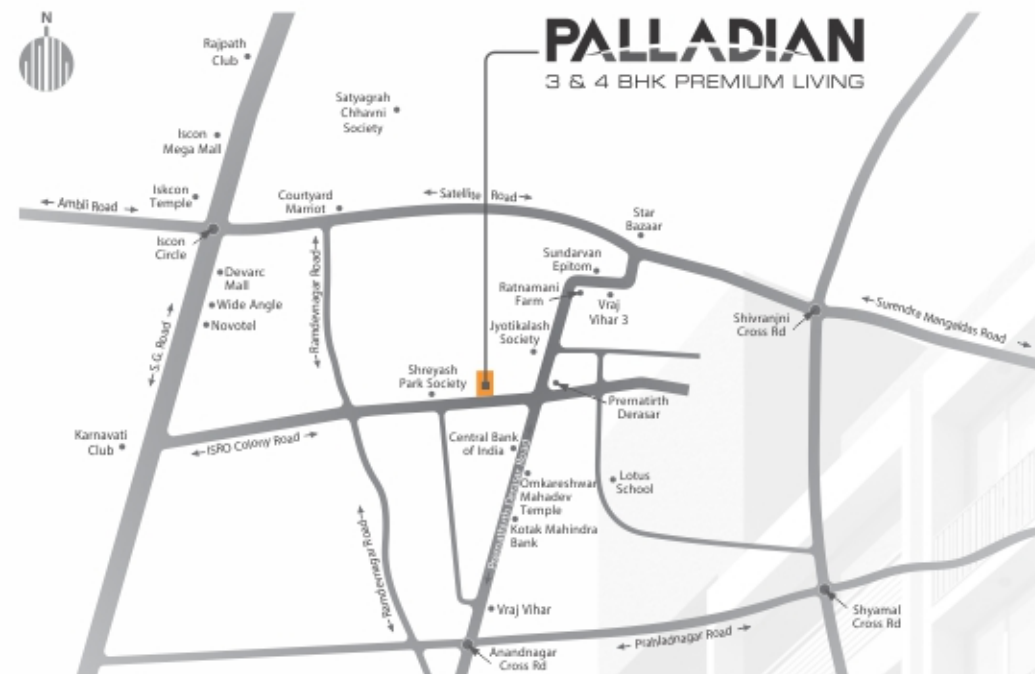 N
PALLADIAN
3 & 4 BHK PREMIUM LIVING
Rajpath
Club
Satyagrah
Chhavni
Society
Iscon
Mega Mall
Iskcon
Temple
Ambli Road
Courtyard
Marriot
Satellite Road
Star
Bazaar
Iscon
Circle
Sundarvan
Epitom
Devarc
Mall
Wide Angle
Novotel
Ramdevnagar Road
Ratnamani
Farm
Vraj
Vihar 3
Shivranjni
Cross Rd
Surendra Mangaldas Road
S.G. Road
Jyotikalash
Society
Shreyash
Park Society
Prernatirth
Derasar
Karnavati
Club
ISRO Colony Road
Central Bank
of India
Prernatirth Derasar Road
Omkareshwar
Mahadev
Temple
Lotus
School
Kotak Mahindra
Bank
Ramdevnagar Road
Vraj Vihar
Shyamal
Cross Rd
Prahladnagar Road
Anandnagar
Cross Rd